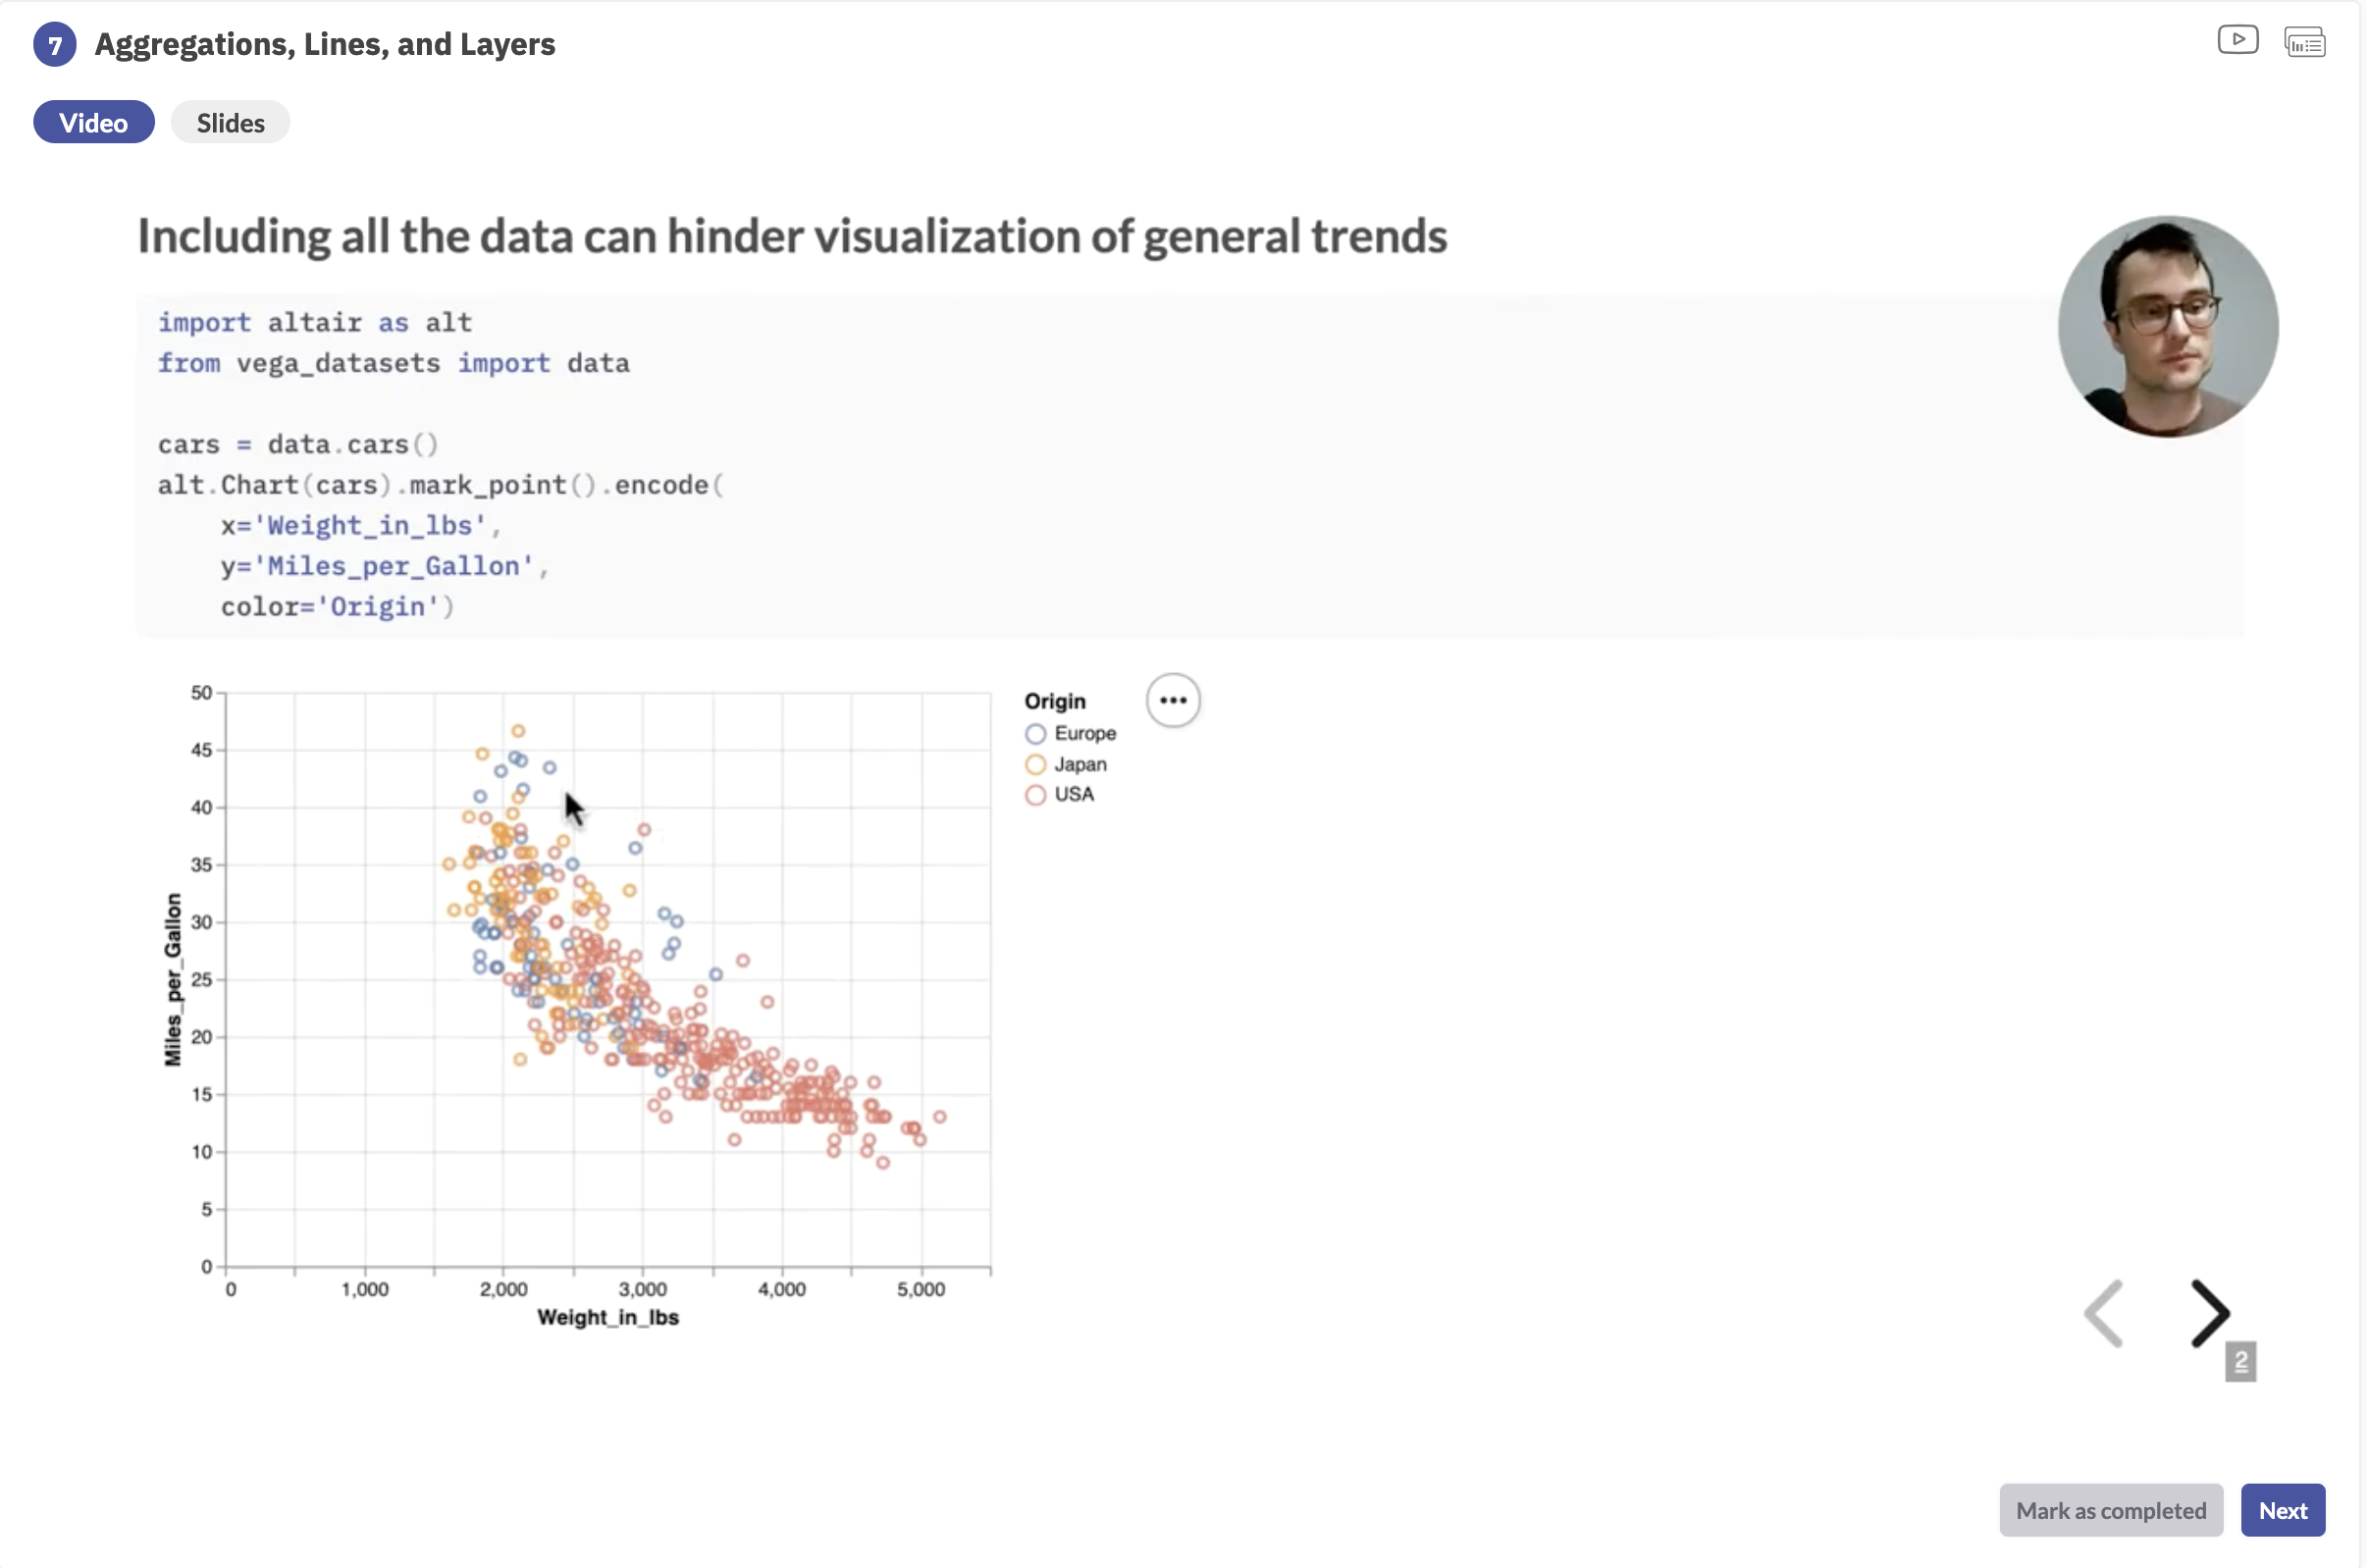 7 Aggregations, Lines, and Layers
Video Slides
Including all the data can hinder visualization of general trends
import altair as alt
from vega_datasets import data
cars = data.cars()
alt.Chart(cars).mark_point().encode(
x='Weight_in_lbs',
y='Miles_per_Gallon',
color='Origin')
50
45
40
35
30
25
20
15
10
5
0
Miles_per_Gallon
0 1,000 2,000 3,000 4,000 5,000
Weight_in_lbs
Origin
Europe
Japan
USA
2
Mark as completed Next